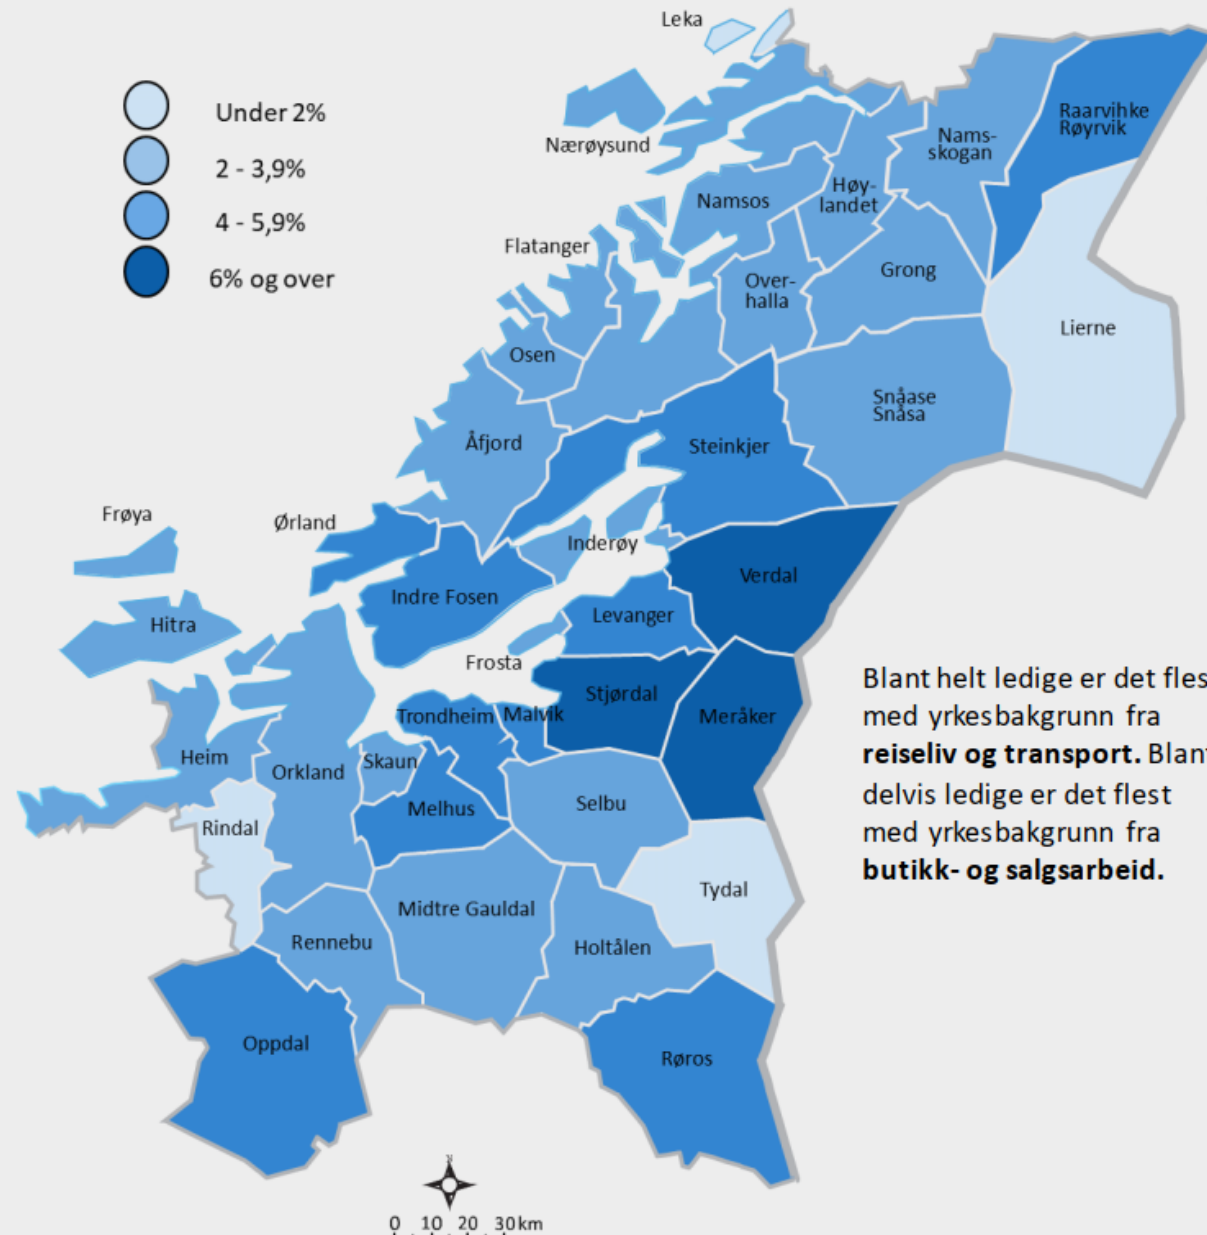 Leka
Under 2%
2 - 3,9%
4 - 5,9%
6% og over
Raarvihke
Røyrvik
Nams-
skogan
Nærøysund
Namsos
Høy-
landet
Flatanger
Grong
Over-
halla
Lierne
Osen
Snåase
Snåsa
Åfjord
Steinkjer
Frøya
Ørland
Inderøy
Verdal
Indre Fosen
Levanger
Hitra
Frosta
Stjørdal
Trondheim
Malvik
Meråker
Heim
Orkland
Skaun
Melhus
Selbu
Rindal
Tydal
Midtre Gauldal
Rennebu
Holtålen
Oppdal
Røros
Blant helt ledige er det fles
med yrkesbakgrunn fra
reiseliv og transport. Blant
delvis ledige er det flest
med yrkesbakgrunn fra
butikk- og salgsarbeid.
N
0 10 20 30 km